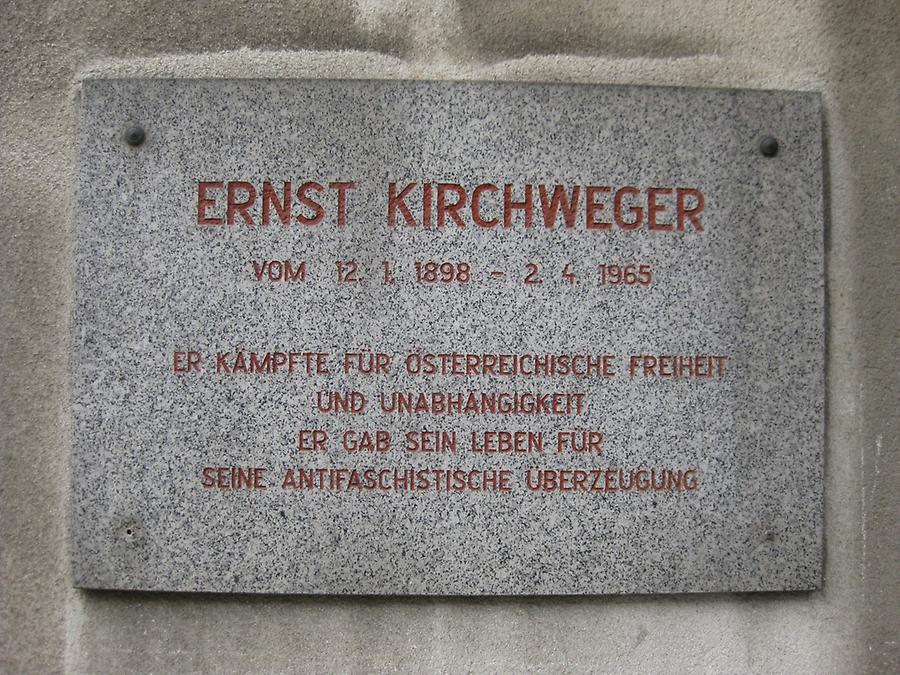 ERNST KIRCHWEGER
VOM 12. 1. 1898 - 2. 4. 1965
ER KÄMPFTE FÜR ÖSTERREICHISCHE FREIHEIT
UND UNABHÄNGIGKEIT
ER GAB SEIN LEBEN FÜR
SEINE ANTIFASCHISTISCHE ÜBERZEUGUNG